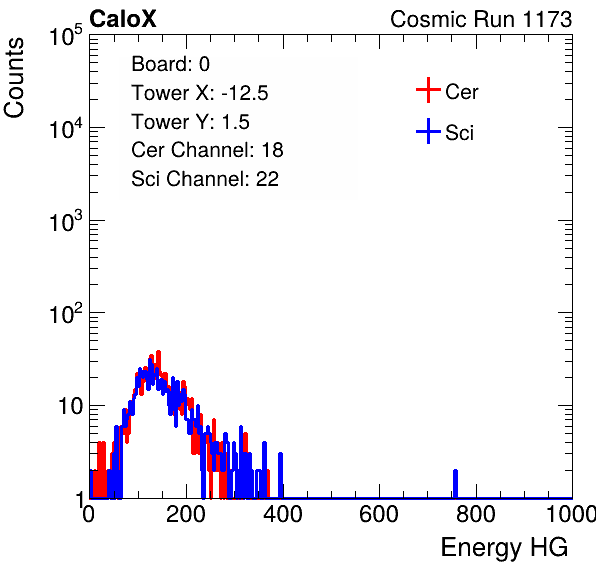 CaloX Cosmic Run 1173
Counts
10^5
10^4
10^3
10^2
10
1
Board: 0
Tower X: -12.5
Tower Y: 1.5
Cer Channel: 18
Sci Channel: 22
Cer
Sci
0 200 400 600 800 1000
Energy HG